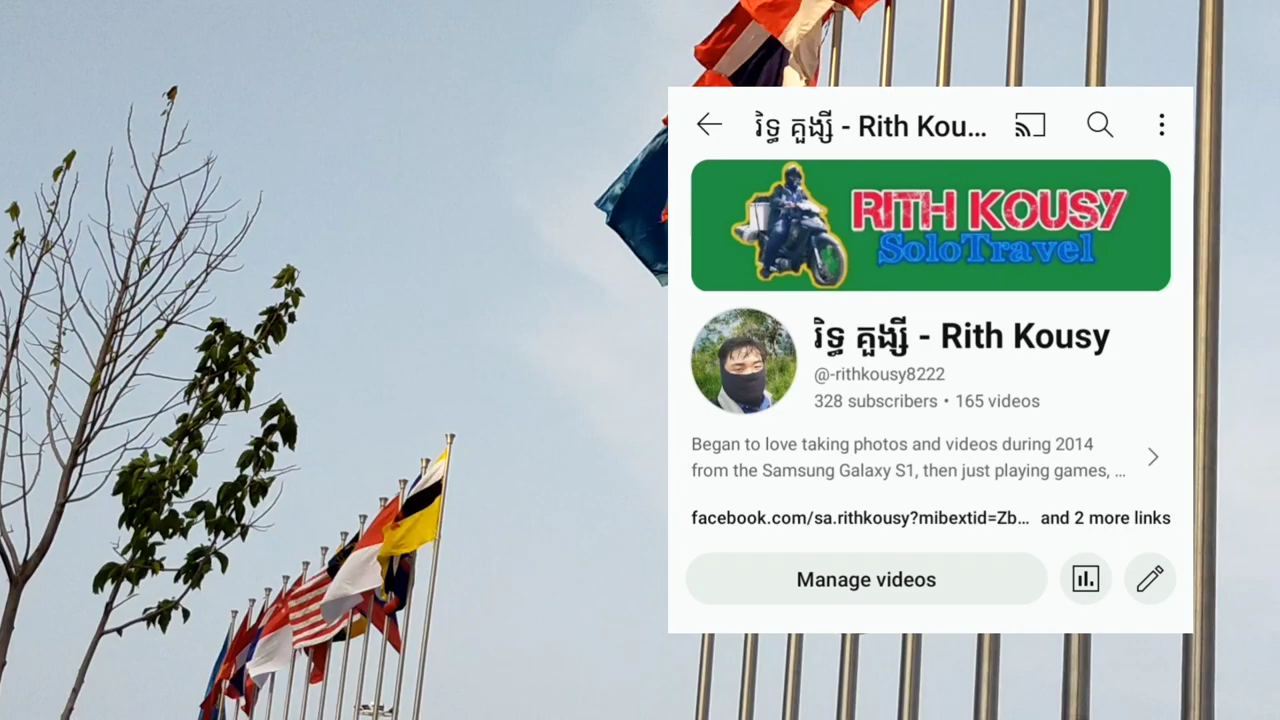 រិទ្ធ គួង្ស៊ី - Rith Kou...
RITH KOUSY
SoloTravel
រិទ្ធ គួង្ស៊ី - Rith Kousy
@-rithkousy8222
328 subscribers • 165 videos
Began to love taking photos and videos during 2014
from the Samsung Galaxy S1, then just playing games, ...
facebook.com/sa.rithkousy?mibextid=Zb... and 2 more links
Manage videos